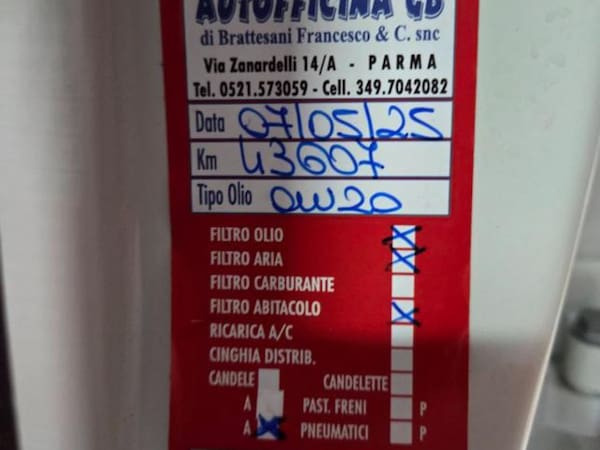 AUTOFFICINA GB
di Brattesani Francesco & C. snc
Via Zanardelli 14/A - PARMA
Tel. 0521.573059 - Cell. 349.7042082
Data 07/05/25
Km 43607
Tipo Olio 0W20
FILTRO OLIO X
FILTRO ARIA X
FILTRO CARBURANTE
FILTRO ABITACOLO X
RICARICA A/C
CINGHIA DISTRIB.
CANDELE CANDELETTE
A PAST. FRENI P
A X PNEUMATICI P